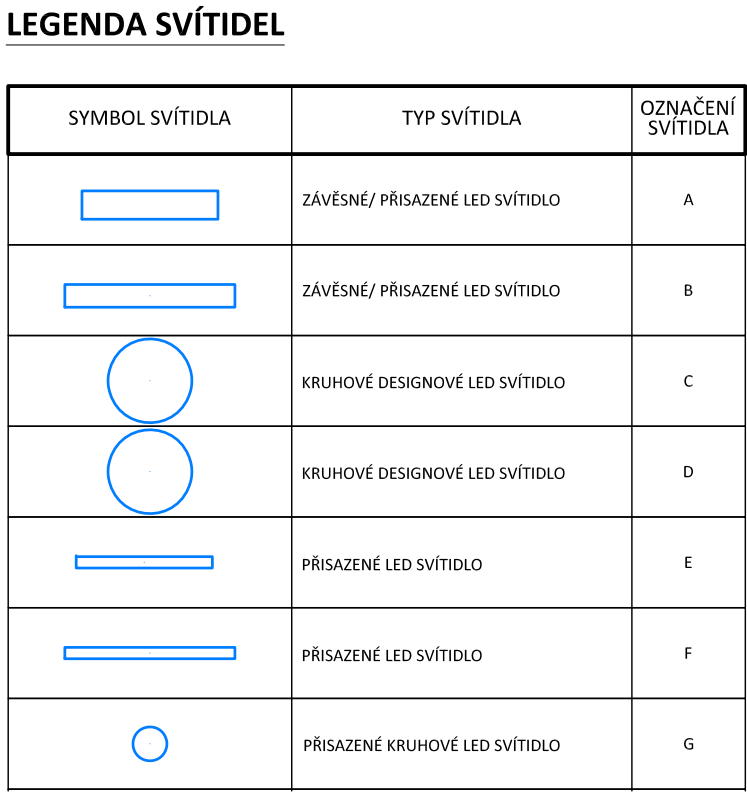 LEGENDA SVÍTIDEL
SYMBOL SVÍTIDLA
TYP SVÍTIDLA
OZNAČENÍ
SVÍTIDLA
ZÁVĚSNÉ/ PŘISAZENÉ LED SVÍTIDLO
A
ZÁVĚSNÉ/ PŘISAZENÉ LED SVÍTIDLO
B
KRUHOVÉ DESIGNOVÉ LED SVÍTIDLO
C
KRUHOVÉ DESIGNOVÉ LED SVÍTIDLO
D
PŘISAZENÉ LED SVÍTIDLO
E
PŘISAZENÉ LED SVÍTIDLO
F
PŘISAZENÉ KRUHOVÉ LED SVÍTIDLO
G